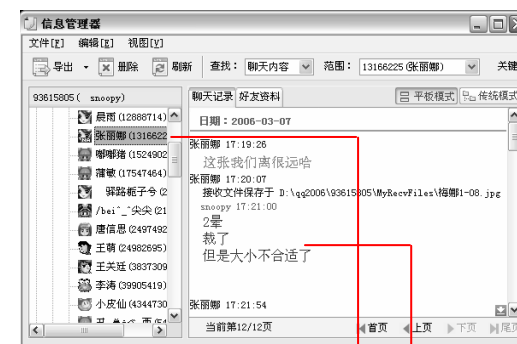 信息管理器
文件[F] 编辑[E] 视图[V]
导出 删除 刷新 查找: 聊天内容 范围: 13166225 (张丽娜) 关键
93615805 ( snoopy) 聊天记录 好友资料 平板模式 传统模式
晨雨 (12888714)
张丽娜 (1316622
嘟嘟猪 (1524902
蒲敏 (17547464)
驿路栀子令 (2
/bei^_^尖尖 (21
唐信思 (2497492
王萌 (24982695)
王关廷 (3837309
李涛 (39905419)
小皮仙 (4344730
日期: 2006-03-07
张丽娜 17:19:26
这张我们离很远哈
张丽娜 17:20:07
接收文件保存于 D:\qq2006\93615805\MyRecvFiles\梅娜1-08.jpg
snoopy 17:21:00
2晕
裁了
但是大小不合适了
张丽娜 17:21:54
当前第12/12页 首页 上页 下页 尾页